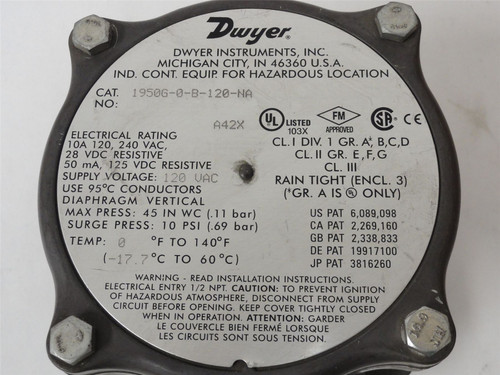 Dwyer
DWYER INSTRUMENTS, INC.
MICHIGAN CITY, IN 46360 U.S.A.
IND. CONT. EQUIP. FOR HAZARDOUS LOCATION
CAT. NO: 1950G-0-B-120-NA
A42X
UL LISTED 103X
FM APPROVED
SA CE
ELECTRICAL RATING
10A 120, 240 VAC,
28 VDC RESISTIVE
50 mA, 125 VDC RESISTIVE
SUPPLY VOLTAGE: 120 VAC
USE 95°C CONDUCTORS
DIAPHRAGM VERTICAL
MAX PRESS: 45 IN WC (.11 bar)
SURGE PRESS: 10 PSI (.69 bar)
TEMP: 0 °F TO 140°F
(-17.7°C TO 60°C)
CL.I DIV. 1 GR. A*, B,C,D
CL.II GR. E,F,G
CL. III
RAIN TIGHT (ENCL. 3)
(*GR. A IS UL ONLY)
US PAT 6,089,098
CA PAT 2,269,160
GB PAT 2,338,833
DE PAT 19917100
JP PAT 3816260
WARNING - READ INSTALLATION INSTRUCTIONS.
ELECTRICAL ENTRY 1/2 NPT. CAUTION: TO PREVENT IGNITION
OF HAZARDOUS ATMOSPHERE, DISCONNECT FROM SUPPLY
CIRCUIT BEFORE OPENING. KEEP COVER TIGHTLY CLOSED
WHEN IN OPERATION. ATTENTION: GARDER
LE COUVERCLE BIEN FERMÉ LORSQUE
LES CIRCUITS SONT SOUS TENSION.